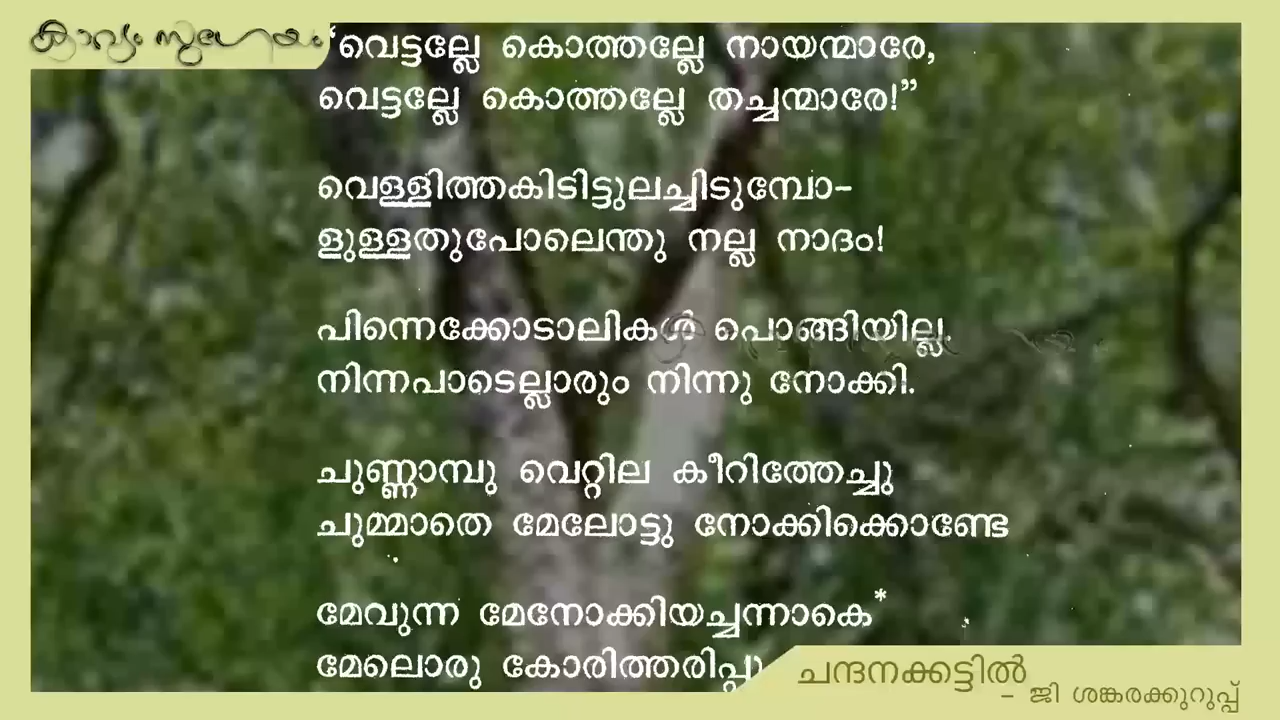 കാവ്യം സുഗേയം
“വെട്ടല്ലേ കൊത്തല്ലേ നായന്മാരേ,
വെട്ടല്ലേ കൊത്തല്ലേ തച്ചന്മാരേ!”
വെള്ളിത്തകിടിട്ടുലച്ചിടുമ്പോ–
ളുള്ളതുപോലെന്തു നല്ല നാദം!
പിന്നെക്കോടാലികൾ പൊങ്ങിയില്ല.
നിന്നപാടെല്ലാരും നിന്നു നോക്കി.
ചുണ്ണാമ്പു വെറ്റില കീറിത്തേച്ചു
ചുമ്മാതെ മേലോട്ടു നോക്കിക്കൊണ്ടേ
മേവുന്ന മേനോക്കിയച്ചന്നാകെ*
മേലൊരു കോരിത്തരിപ്പു
ചന്ദനക്കട്ടിൽ
– ജി ശങ്കരക്കുറുപ്പ്